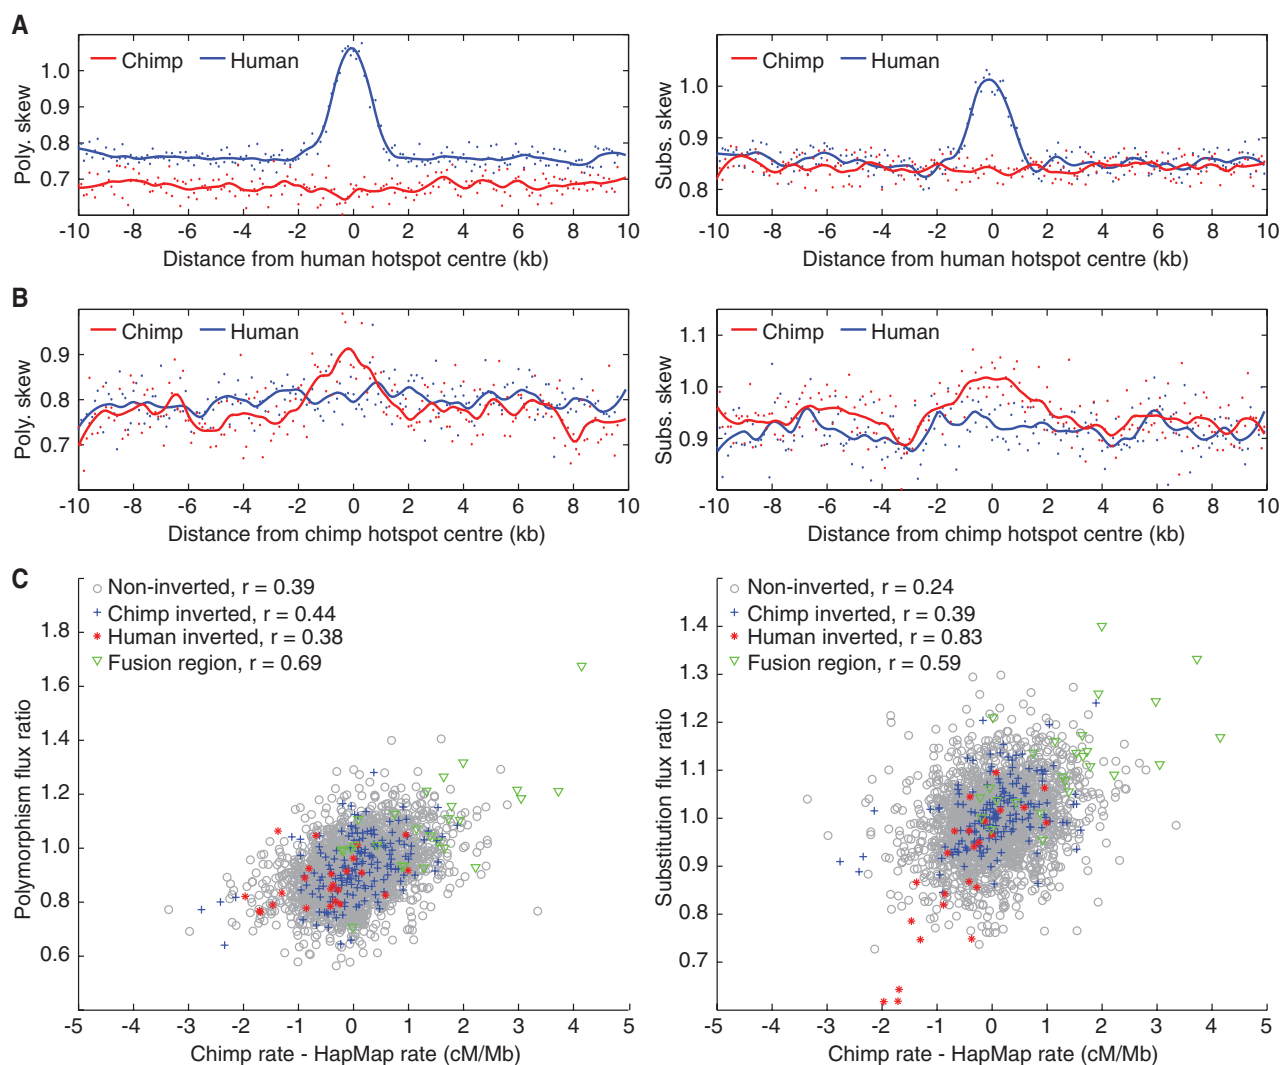 A
Chimp Human
Poly. skew
1.0
0.9
0.8
0.7
-10 -8 -6 -4 -2 0 2 4 6 8 10
Distance from human hotspot centre (kb)
Chimp Human
Subs. skew
1.0
0.9
0.8
-10 -8 -6 -4 -2 0 2 4 6 8 10
Distance from human hotspot centre (kb)
B
Chimp Human
Poly. skew
0.9
0.8
0.7
-10 -8 -6 -4 -2 0 2 4 6 8 10
Distance from chimp hotspot centre (kb)
Chimp Human
Subs. skew
1.1
1.0
0.9
-10 -8 -6 -4 -2 0 2 4 6 8 10
Distance from chimp hotspot centre (kb)
C
Non-inverted, r = 0.39
Chimp inverted, r = 0.44
Human inverted, r = 0.38
Fusion region, r = 0.69
Polymorphism flux ratio
1.8
1.6
1.4
1.2
1.0
0.8
0.6
-5 -4 -3 -2 -1 0 1 2 3 4 5
Chimp rate - HapMap rate (cM/Mb)
Non-inverted, r = 0.24
Chimp inverted, r = 0.39
Human inverted, r = 0.83
Fusion region, r = 0.59
Substitution flux ratio
1.4
1.3
1.2
1.1
1.0
0.9
0.8
0.7
-5 -4 -3 -2 -1 0 1 2 3 4 5
Chimp rate - HapMap rate (cM/Mb)